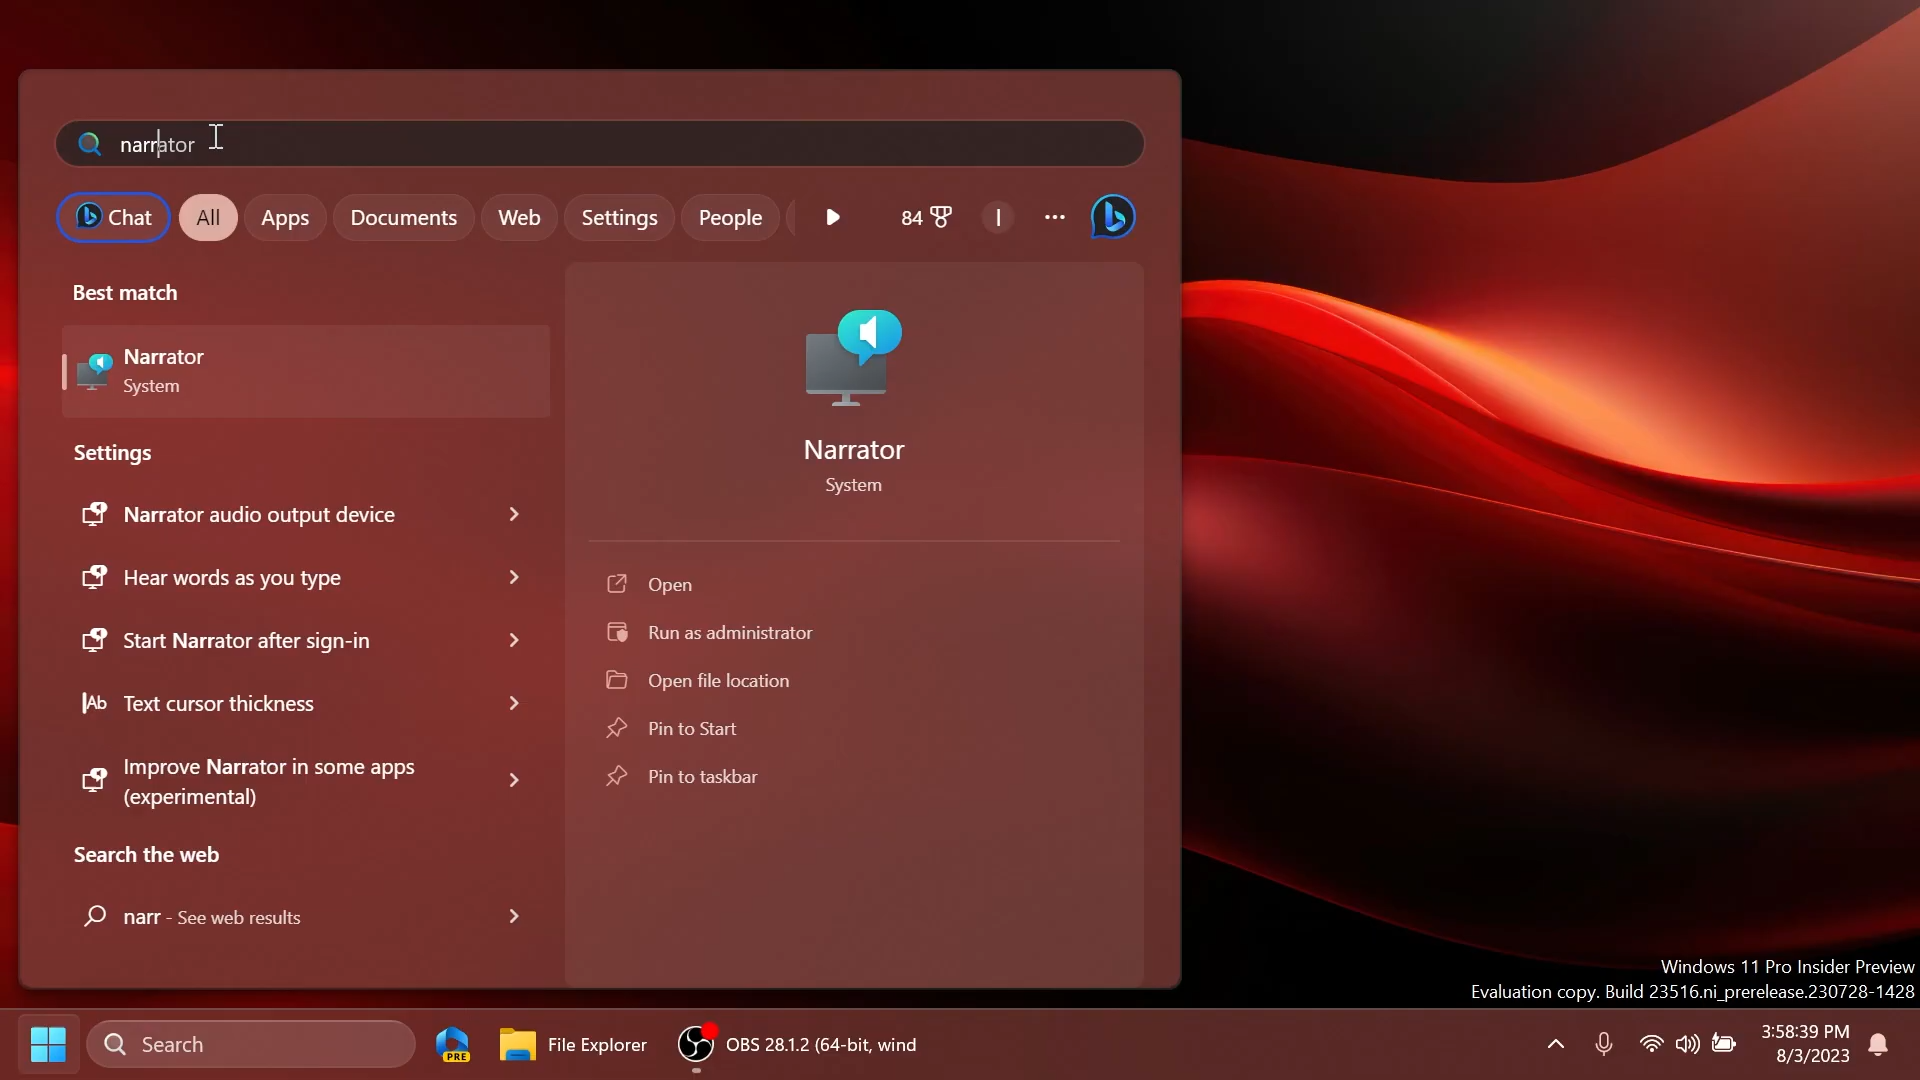 narrator
Chat All Apps Documents Web Settings People 84 I
Best match
Narrator
System
Settings
Narrator audio output device
Hear words as you type
Start Narrator after sign-in
Text cursor thickness
Improve Narrator in some apps
(experimental)
Search the web
narr - See web results
Narrator
System
Open
Run as administrator
Open file location
Pin to Start
Pin to taskbar
Ab
Windows 11 Pro Insider Preview
Evaluation copy. Build 23516.ni_prerelease.230728-1428
Search
PRE
File Explorer
OBS 28.1.2 (64-bit, wind
3:58:39 PM
8/3/2023